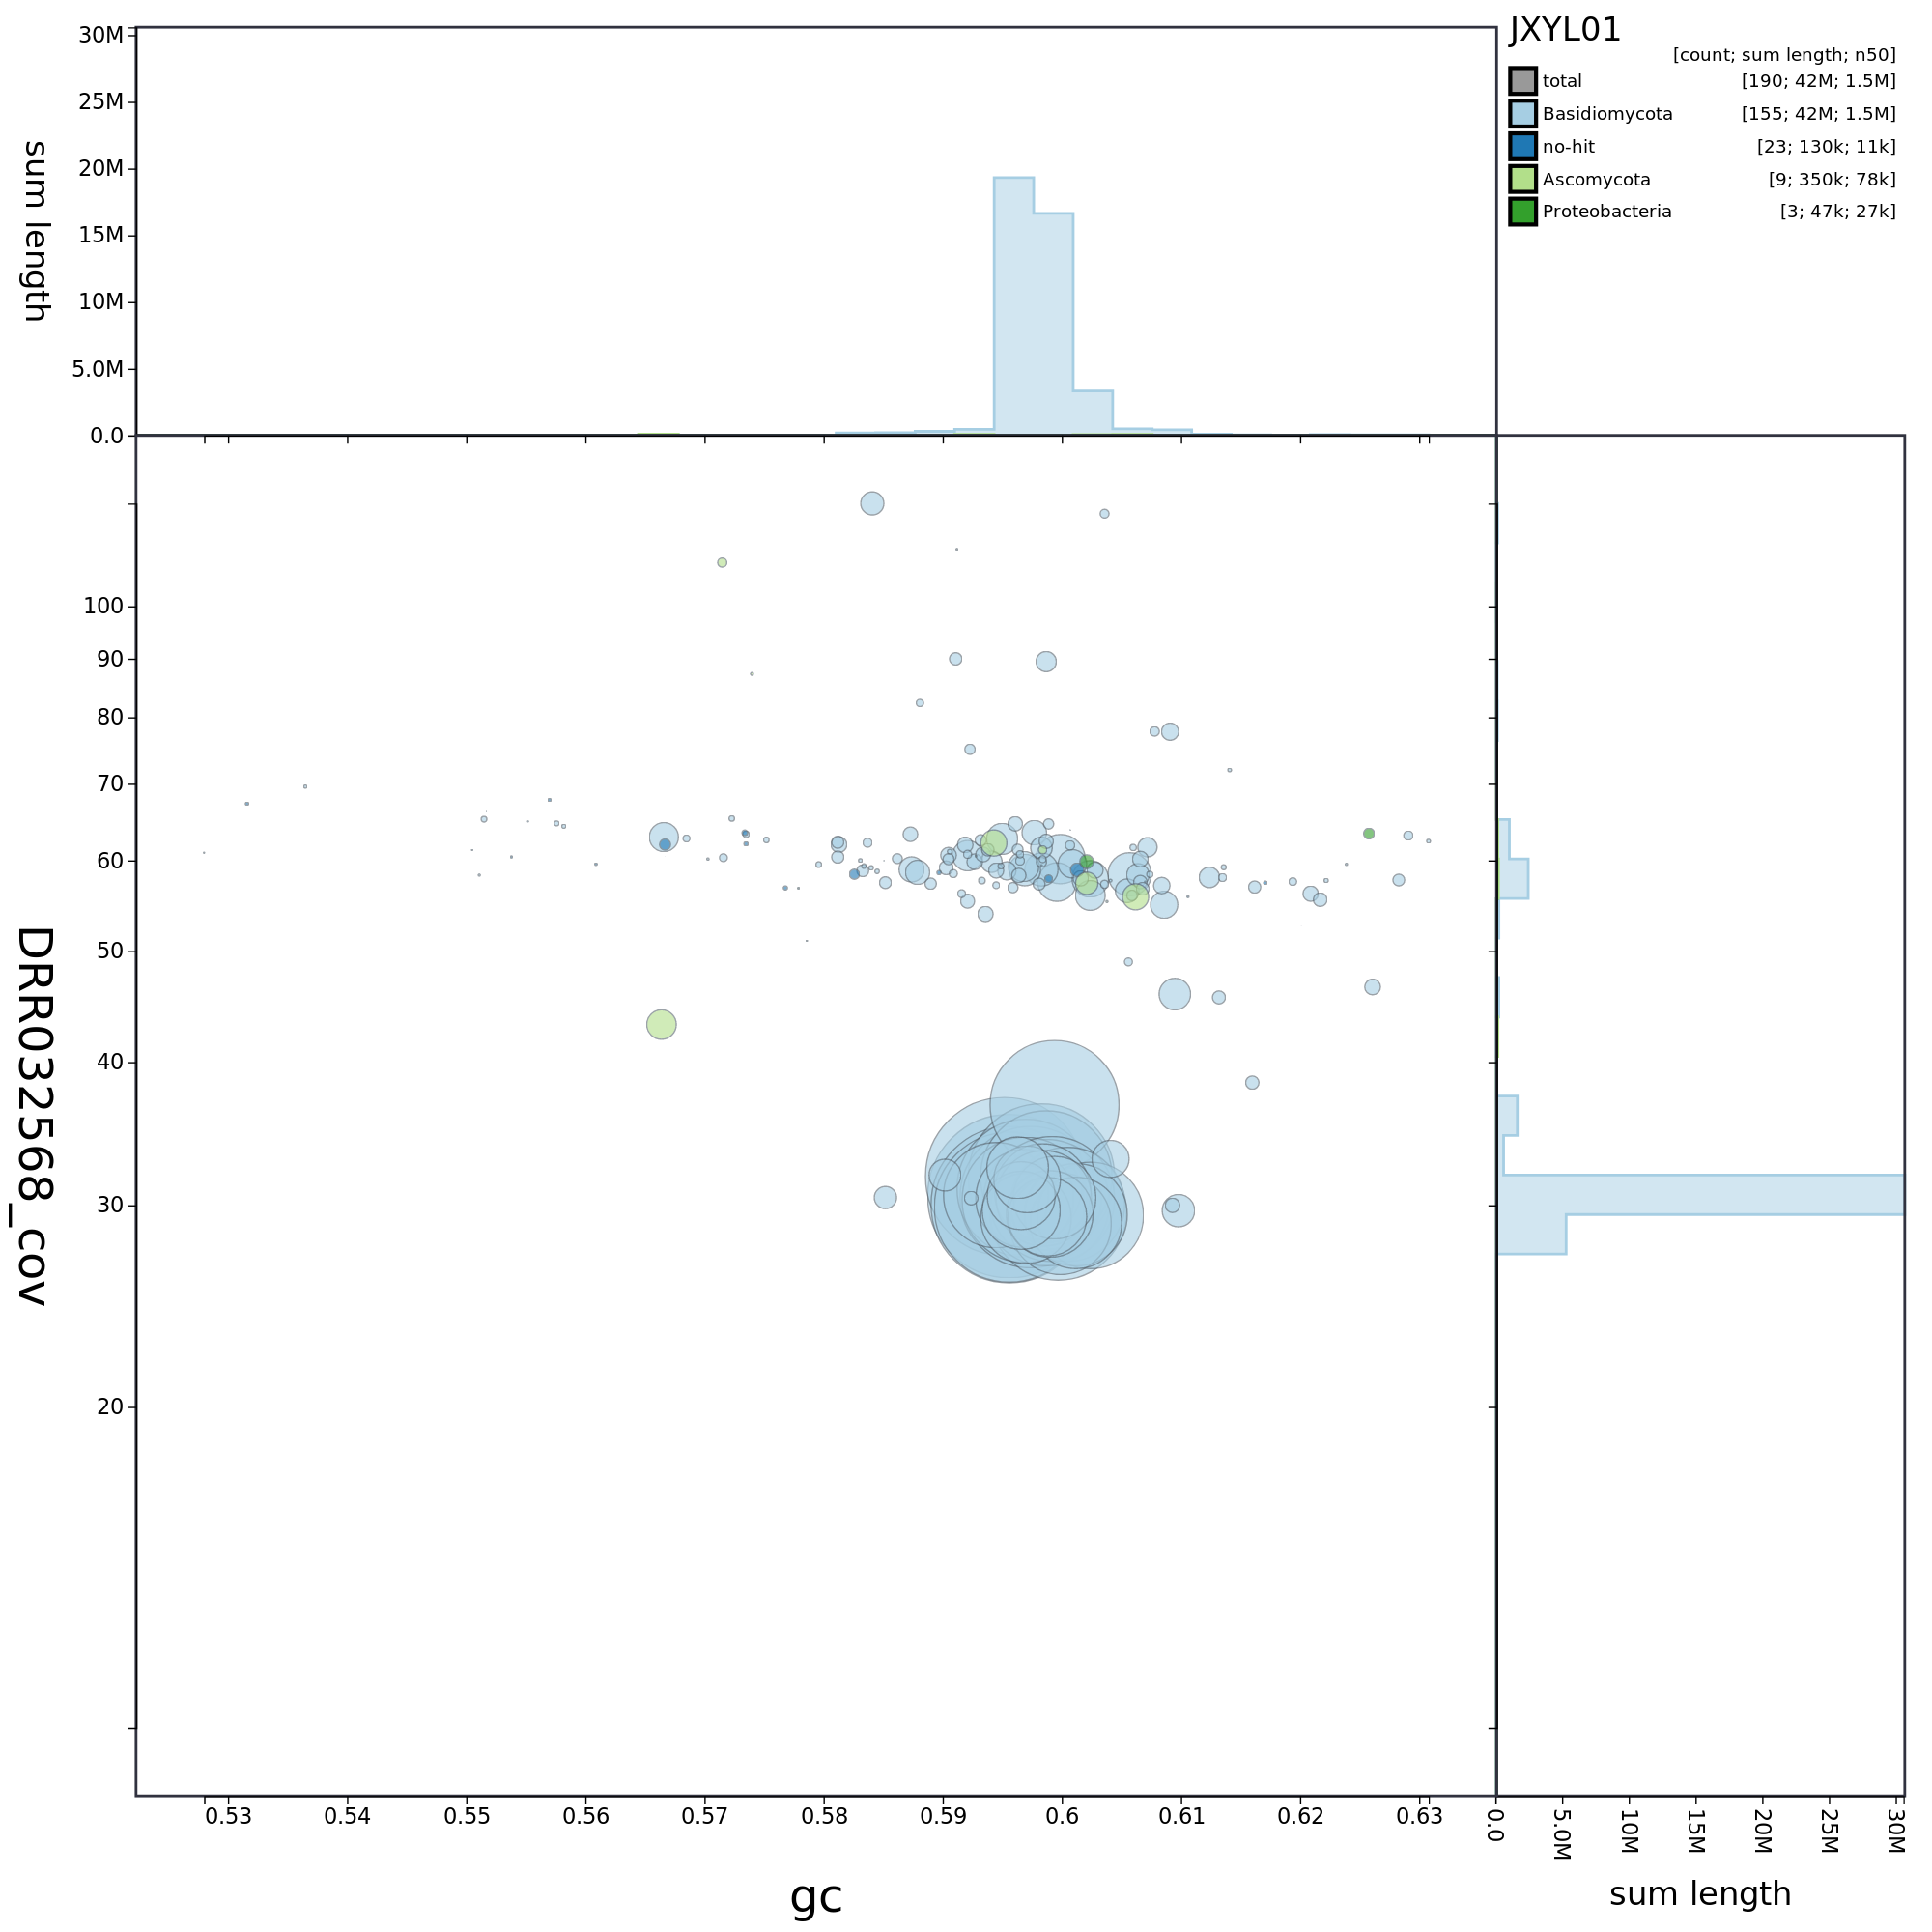 JXYL01
[count; sum length; n50]
total [190; 42M; 1.5M]
Basidiomycota [155; 42M; 1.5M]
no-hit [23; 130k; 11k]
Ascomycota [9; 350k; 78k]
Proteobacteria [3; 47k; 27k]
sum length
30M
25M
20M
15M
10M
5.0M
0.0
DRR032568_cov
100
90
80
70
60
50
40
30
20
0.53 0.54 0.55 0.56 0.57 0.58 0.59 0.6 0.61 0.62 0.63
gc
0.0 5.0M 10M 15M 20M 25M 30M
sum length